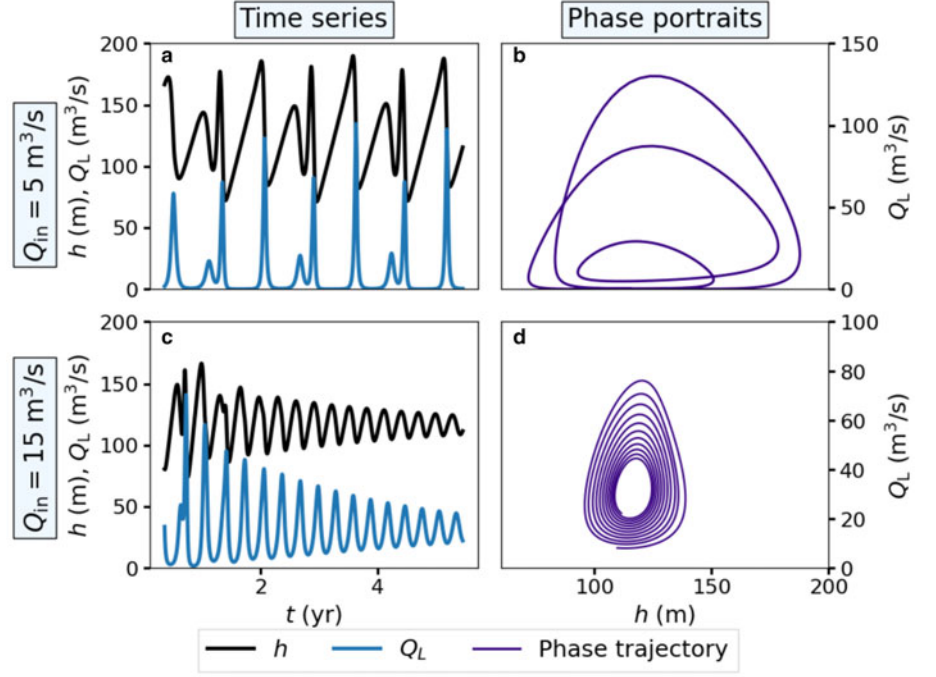 Time series
Phase portraits
Q_in = 5 m³/s
h (m), Q_L (m³/s)
200
150
100
50
0
a
b
150
100
50
0
Q_L (m³/s)
Q_in = 15 m³/s
h (m), Q_L (m³/s)
200
150
100
50
0
c
d
100
80
60
40
20
0
Q_L (m³/s)
2 4
100 150 200
t (yr)
h (m)
h Q_L Phase trajectory